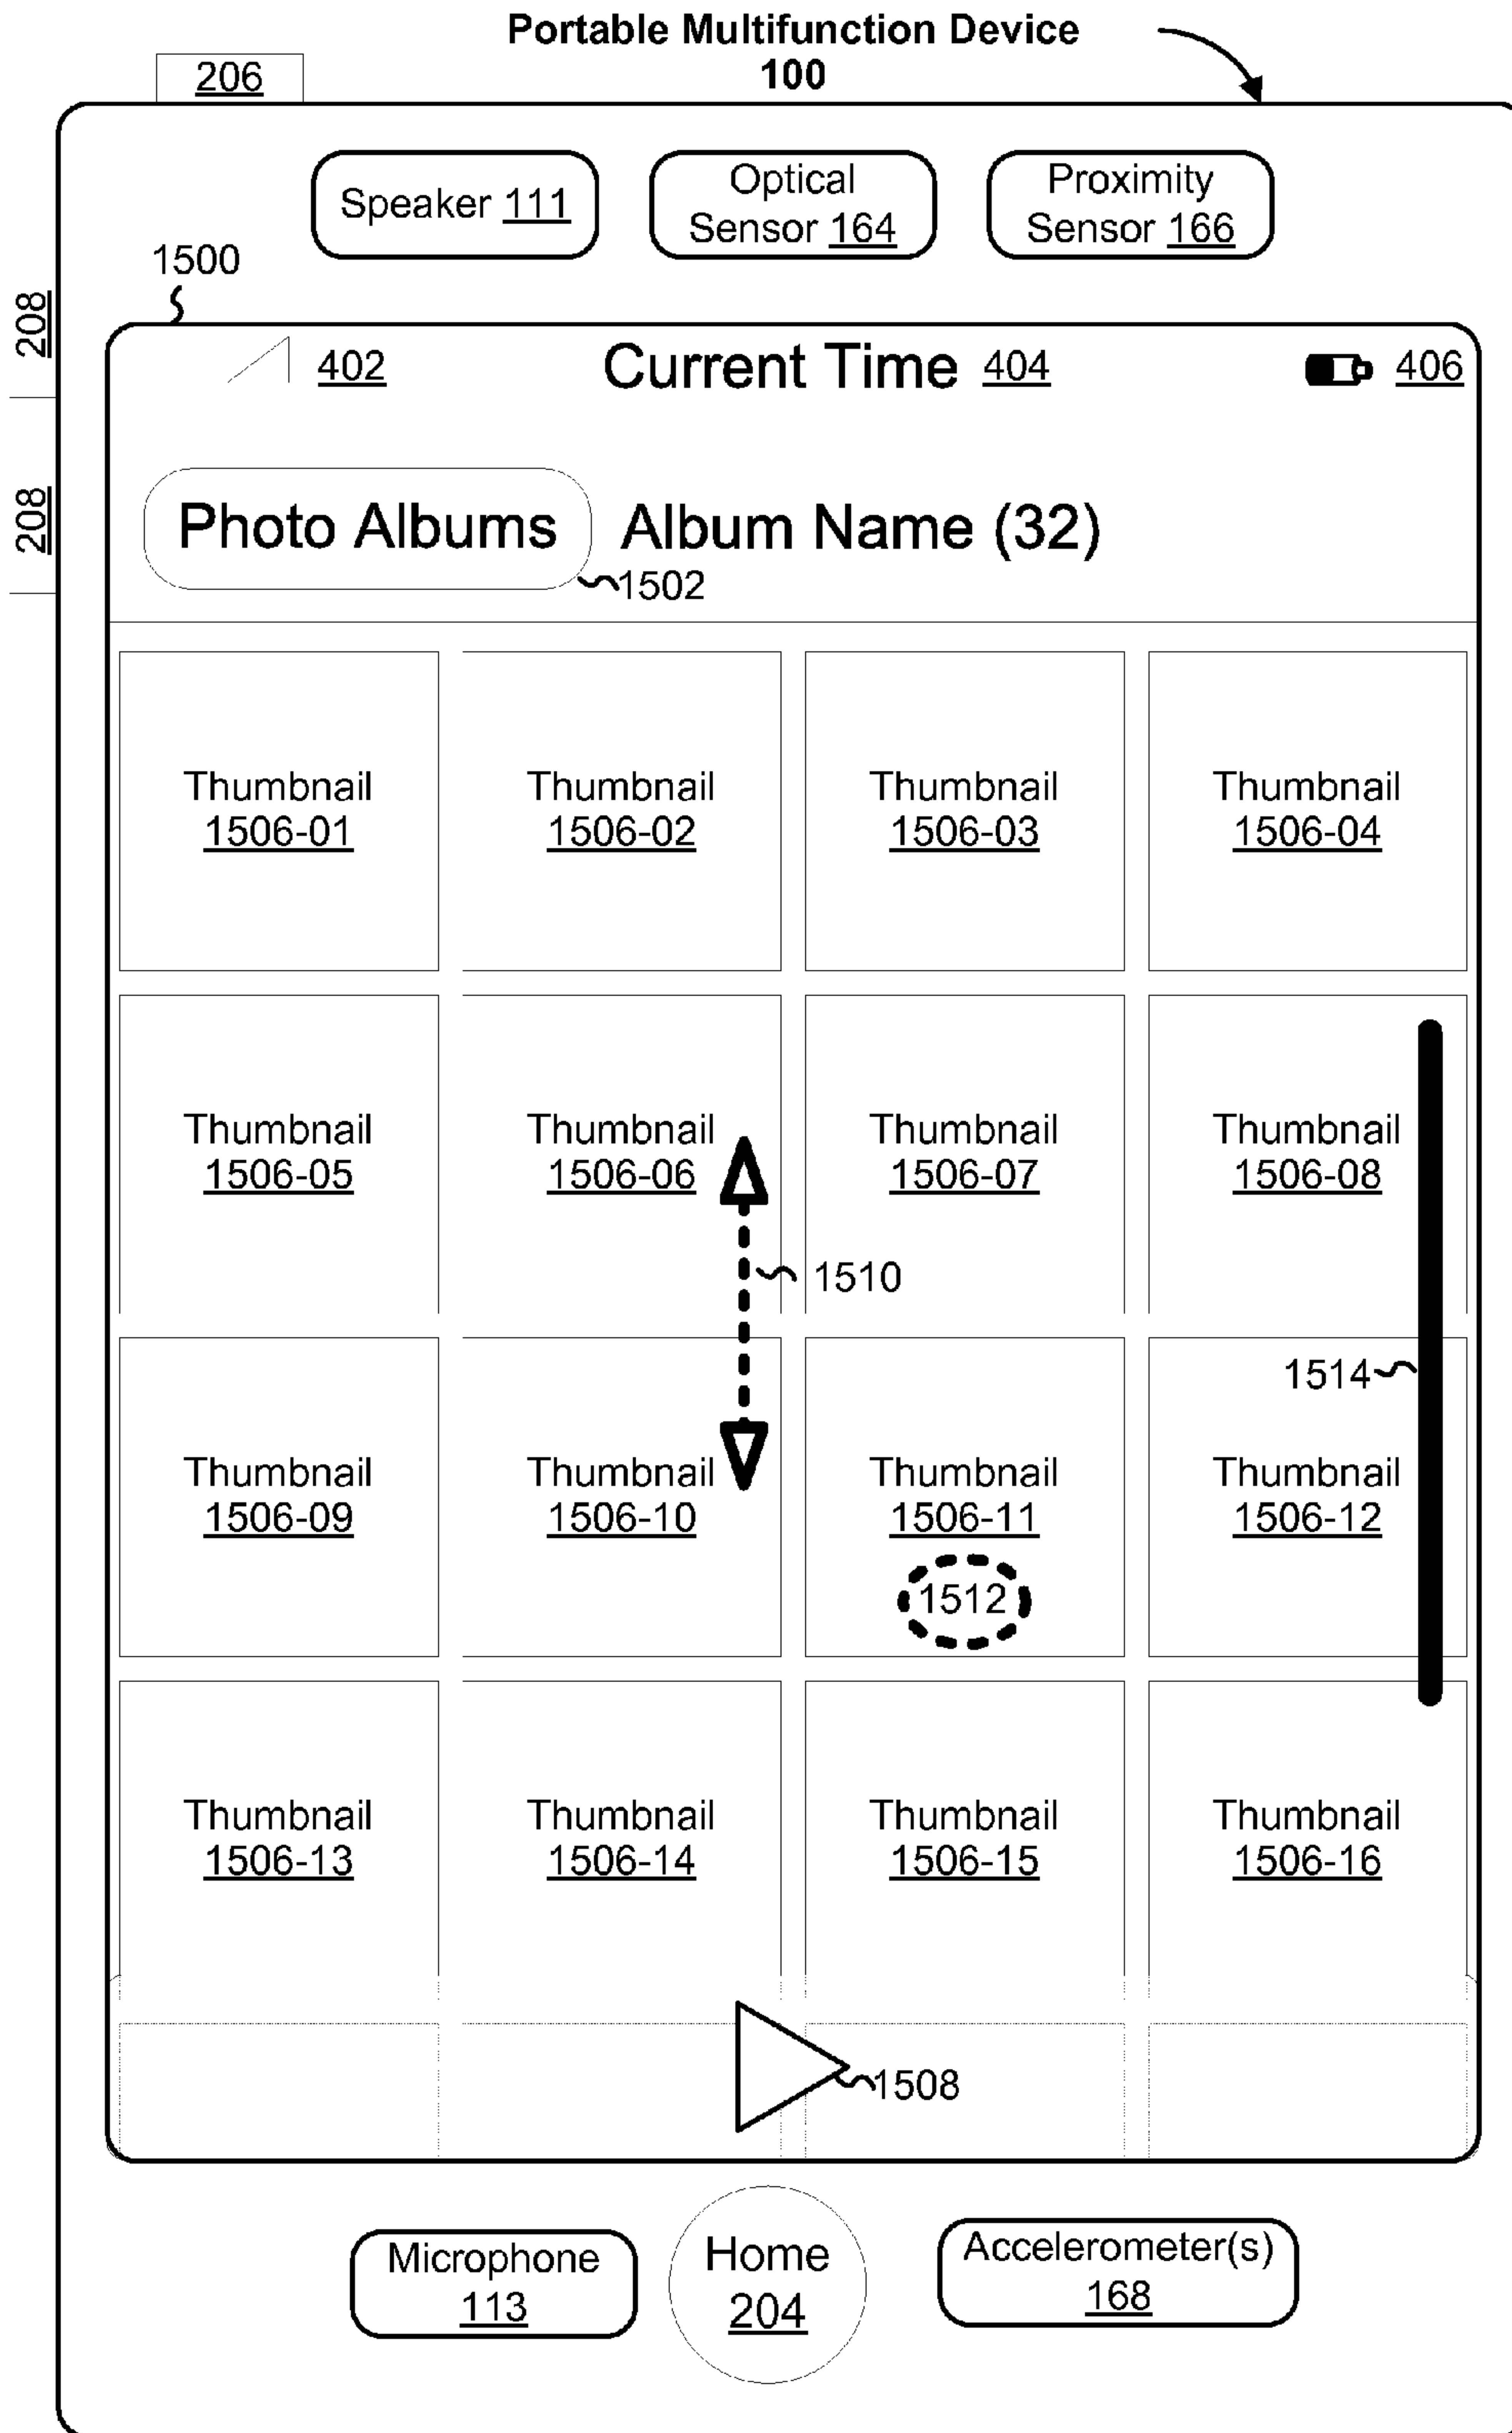 Portable Multifunction Device
100
206
Speaker 111
Optical
Sensor 164
Proximity
Sensor 166
1500
208
402
Current Time 404
406
208
Photo Albums
Album Name (32)
1502
Thumbnail
1506-01
Thumbnail
1506-02
Thumbnail
1506-03
Thumbnail
1506-04
Thumbnail
1506-05
Thumbnail
1506-06
Thumbnail
1506-07
Thumbnail
1506-08
1510
1514
Thumbnail
1506-09
Thumbnail
1506-10
Thumbnail
1506-11
Thumbnail
1506-12
1512
Thumbnail
1506-13
Thumbnail
1506-14
Thumbnail
1506-15
Thumbnail
1506-16
1508
Microphone
113
Home
204
Accelerometer(s)
168